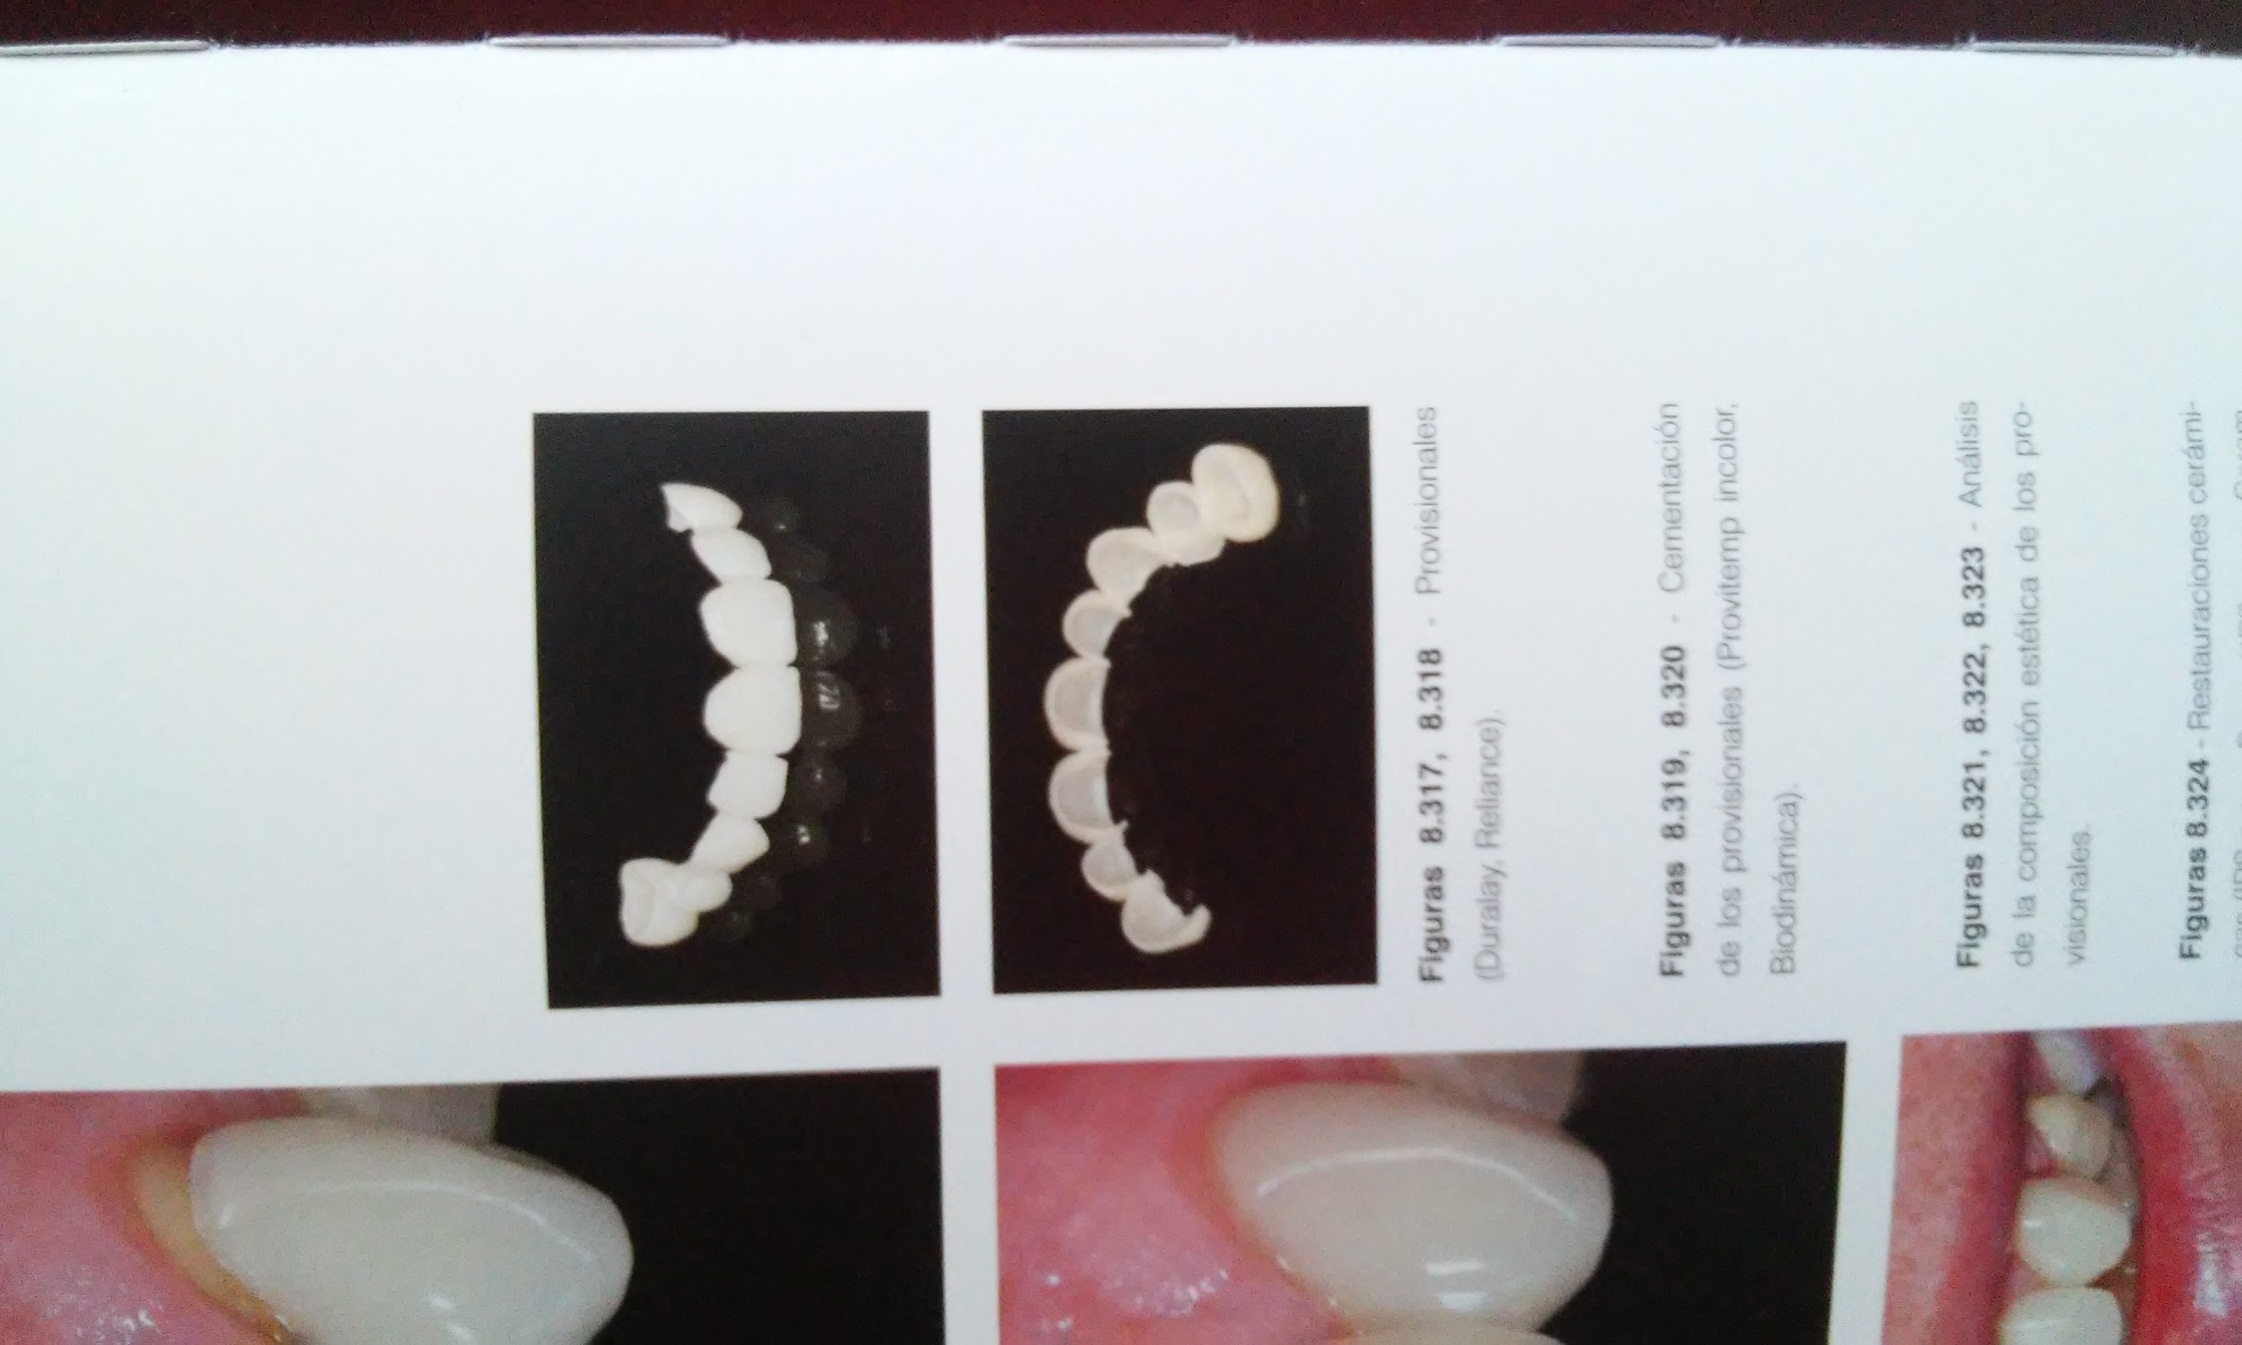 Figuras 8.317, 8.318 - Provisionales
(Duralay, Reliance).
Figuras 8.319, 8.320 - Cementación
de los provisionales (Provitemp incolor,
Biodinámica).
Figuras 8.321, 8.322, 8.323 - Análisis
de la composición estética de los pro-
visionales.
Figuras 8.324 - Restauraciones cerámi-